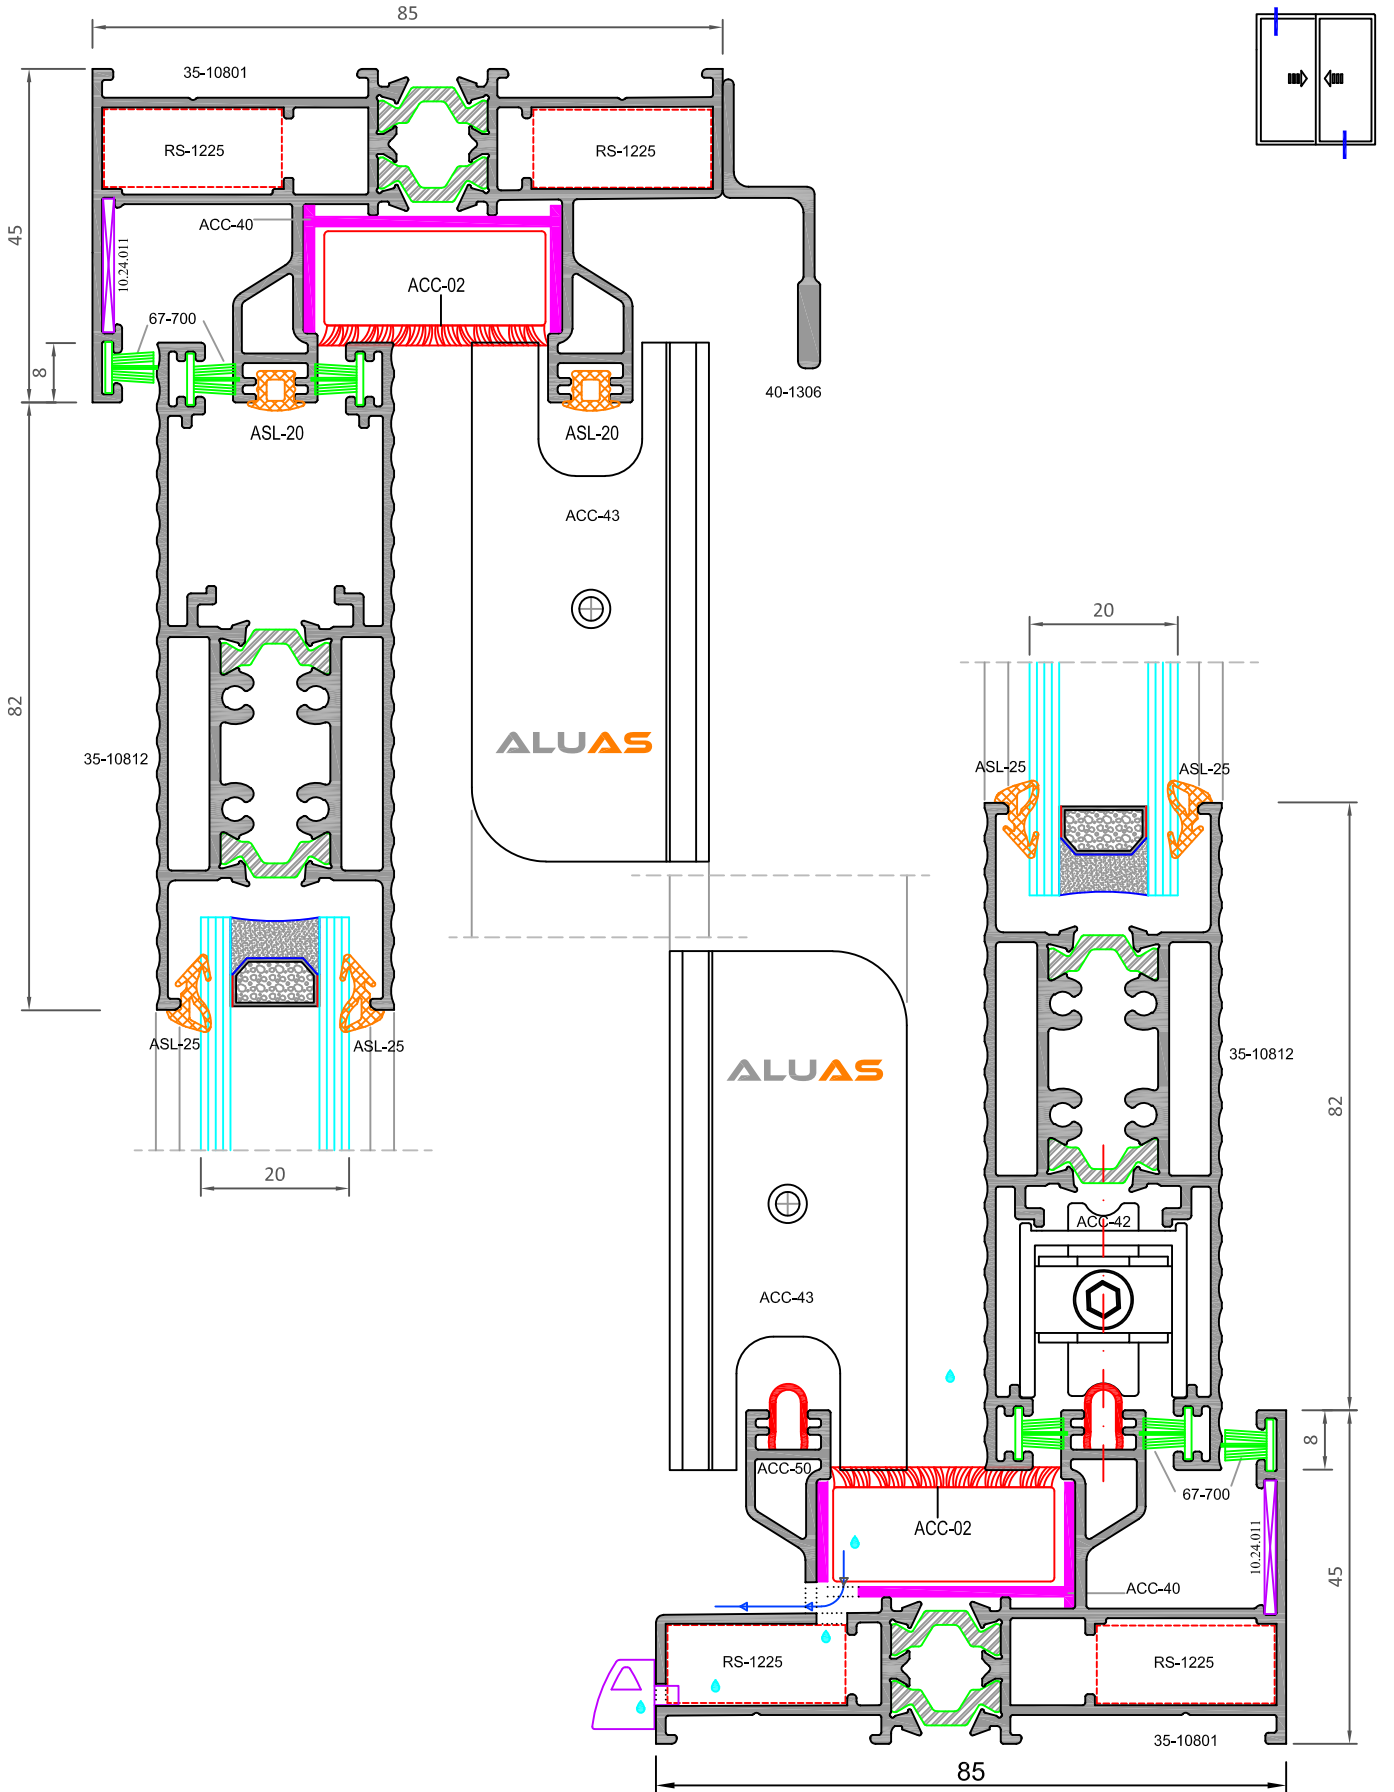 85
35-10801
RS-1225
RS-1225
ACC-40
45
10.24.011
ACC-02
67-700
8
40-1306
ASL-20
ASL-20
ACC-43
20
82
ALUAS
35-10812
ASL-25
ASL-25
ASL-25
ASL-25
20
ALUAS
35-10812
82
ACC-42
ACC-43
8
ACC-50
67-700
ACC-02
10.24.011
45
ACC-40
RS-1225
RS-1225
35-10801
85